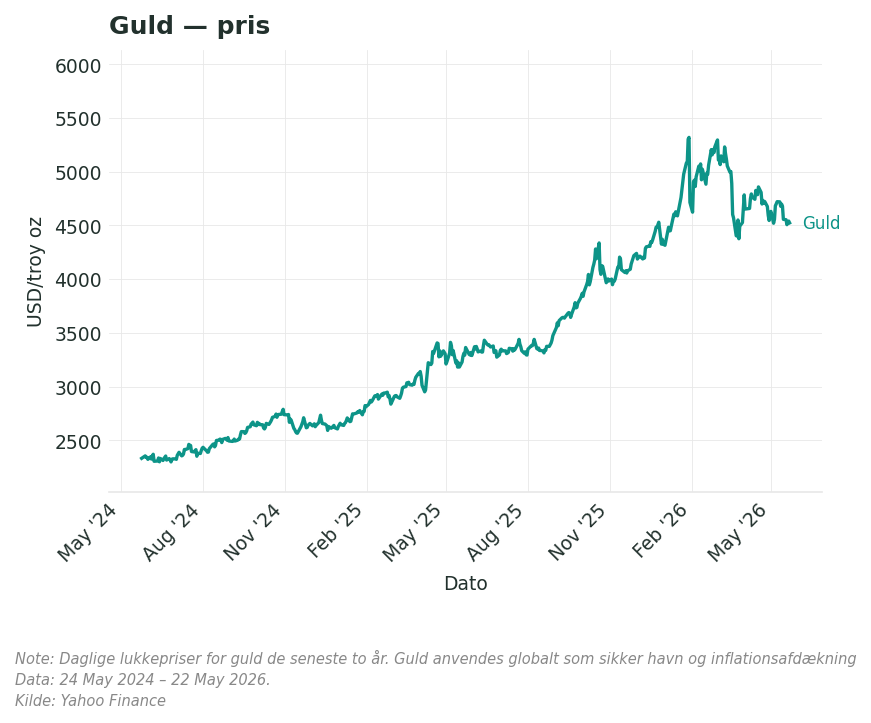 Guld — pris
6000
5500
5000
4500
4000
3500
3000
2500
USD/troy oz
Guld
May '24
Aug '24
Nov '24
Feb '25
May '25
Aug '25
Nov '25
Feb '26
May '26
Dato
Note: Daglige lukkepriser for guld de seneste to år. Guld anvendes globalt som sikker havn og inflationsafdækning
Data: 24 May 2024 – 22 May 2026.
Kilde: Yahoo Finance